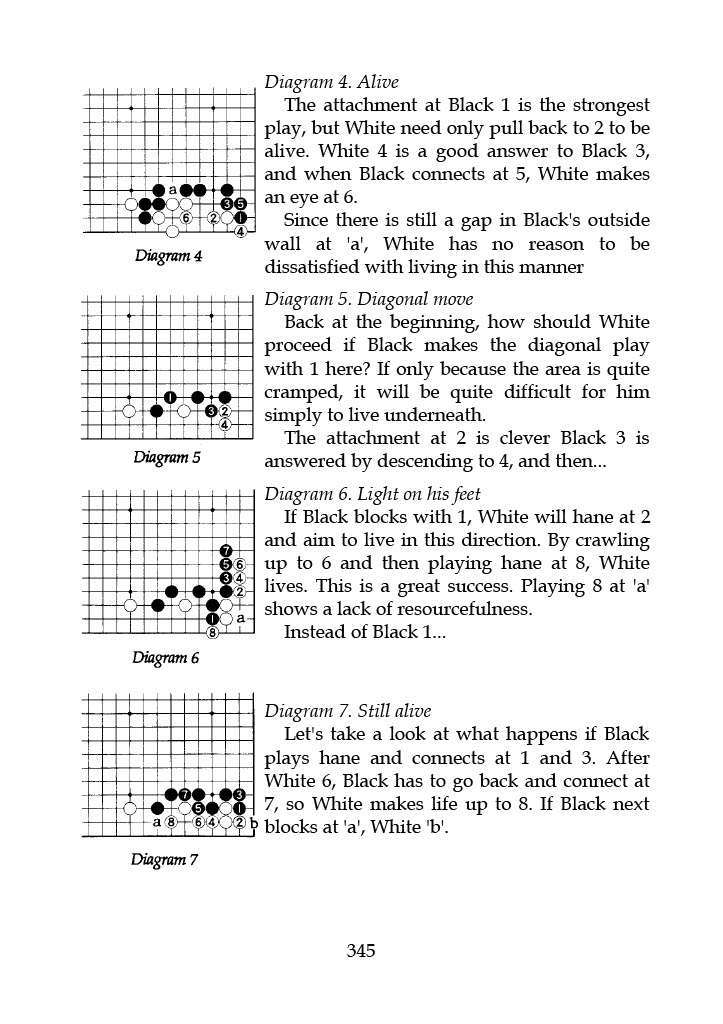 Diagram 4. Alive
The attachment at Black 1 is the strongest
play, but White need only pull back to 2 to be
alive. White 4 is a good answer to Black 3,
and when Black connects at 5, White makes
an eye at 6.
Since there is still a gap in Black's outside
wall at 'a', White has no reason to be
dissatisfied with living in this manner
a
3 5
6 2 1
4
Diagram 4
Diagram 5. Diagonal move
Back at the beginning, how should White
proceed if Black makes the diagonal play
with 1 here? If only because the area is quite
cramped, it will be quite difficult for him
simply to live underneath.
The attachment at 2 is clever Black 3 is
answered by descending to 4, and then...
1
3 2
4
Diagram 5
Diagram 6. Light on his feet
If Black blocks with 1, White will hane at 2
and aim to live in this direction. By crawling
up to 6 and then playing hane at 8, White
lives. This is a great success. Playing 8 at 'a'
shows a lack of resourcefulness.
Instead of Black 1...
7
5 6
3 4
2
1 a
8
Diagram 6
Diagram 7. Still alive
Let's take a look at what happens if Black
plays hane and connects at 1 and 3. After
White 6, Black has to go back and connect at
7, so White makes life up to 8. If Black next
blocks at 'a', White 'b'.
7 3
5 1
a 8 6 4 2 b
Diagram 7
345